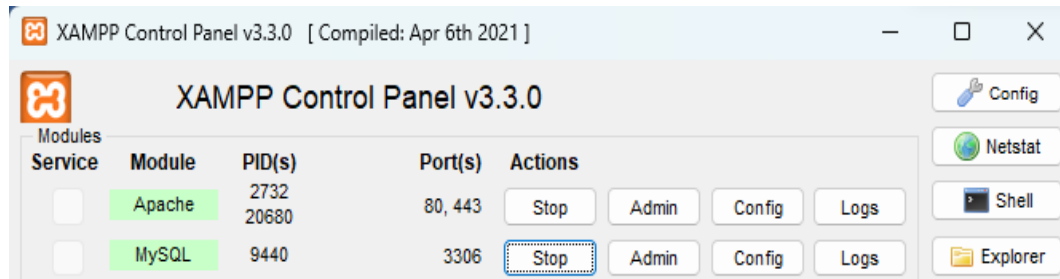 XAMPP Control Panel v3.3.0 [ Compiled: Apr 6th 2021 ]
XAMPP Control Panel v3.3.0
Config
Modules
Netstat
Service Module PID(s) Port(s) Actions
Apache 2732 20680 80, 443 Stop Admin Config Logs
Shell
MySQL 9440 3306 Stop Admin Config Logs
Explorer